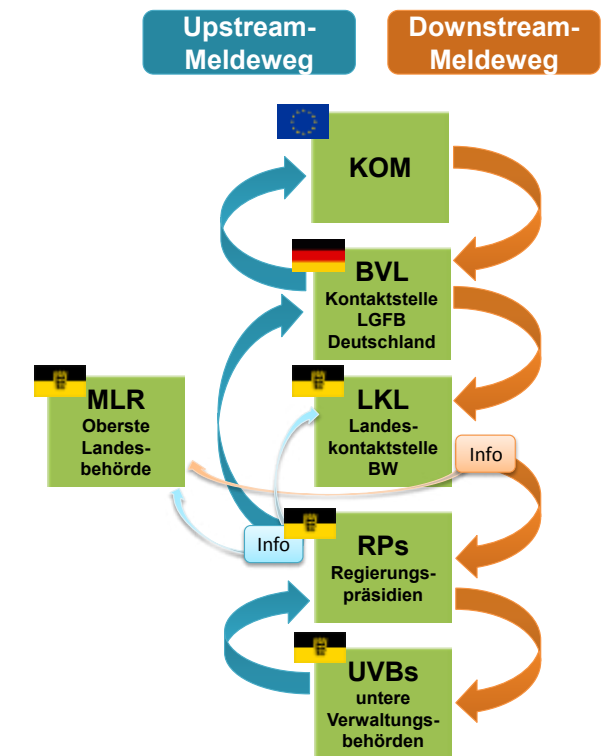 Upstream-
Meldeweg
Downstream-
Meldeweg
KOM
BVL
Kontaktstelle
LGFB
Deutschland
MLR
Oberste
Landes-
behörde
LKL
Landes-
kontaktstelle
BW
Info
Info
RPs
Regierungs-
präsidien
UVBs
untere
Verwaltungs-
behörden